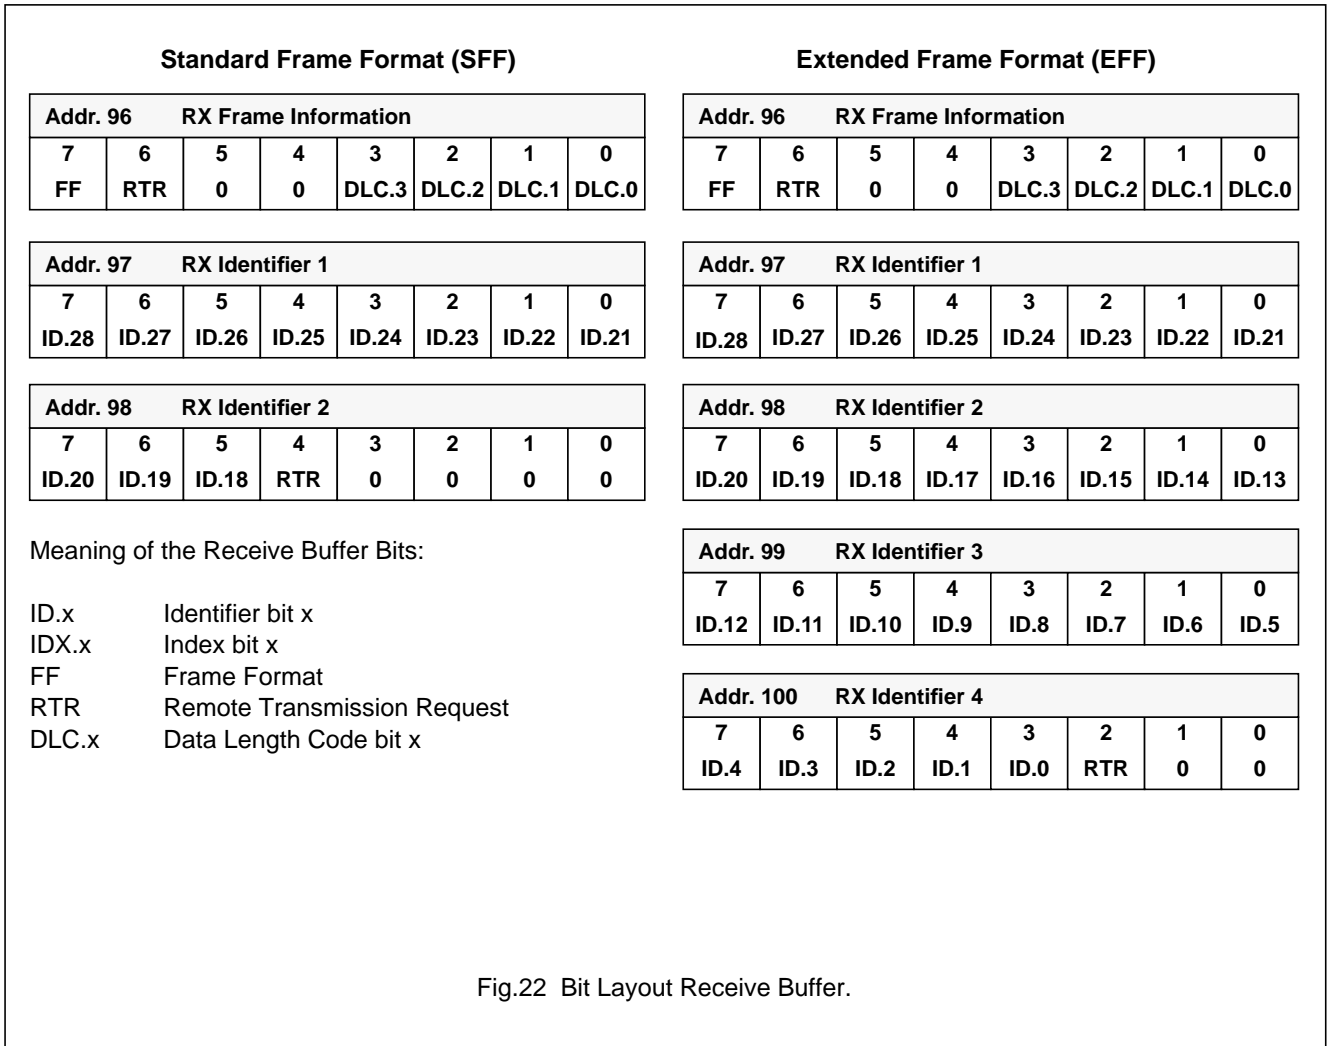 Standard Frame Format (SFF)
Addr. 96 RX Frame Information
7 6 5 4 3 2 1 0
FF RTR 0 0 DLC.3 DLC.2 DLC.1 DLC.0
Addr. 97 RX Identifier 1
7 6 5 4 3 2 1 0
ID.28 ID.27 ID.26 ID.25 ID.24 ID.23 ID.22 ID.21
Addr. 98 RX Identifier 2
7 6 5 4 3 2 1 0
ID.20 ID.19 ID.18 RTR 0 0 0 0
Meaning of the Receive Buffer Bits:
ID.x Identifier bit x
IDX.x Index bit x
FF Frame Format
RTR Remote Transmission Request
DLC.x Data Length Code bit x
Extended Frame Format (EFF)
Addr. 96 RX Frame Information
7 6 5 4 3 2 1 0
FF RTR 0 0 DLC.3 DLC.2 DLC.1 DLC.0
Addr. 97 RX Identifier 1
7 6 5 4 3 2 1 0
ID.28 ID.27 ID.26 ID.25 ID.24 ID.23 ID.22 ID.21
Addr. 98 RX Identifier 2
7 6 5 4 3 2 1 0
ID.20 ID.19 ID.18 ID.17 ID.16 ID.15 ID.14 ID.13
Addr. 99 RX Identifier 3
7 6 5 4 3 2 1 0
ID.12 ID.11 ID.10 ID.9 ID.8 ID.7 ID.6 ID.5
Addr. 100 RX Identifier 4
7 6 5 4 3 2 1 0
ID.4 ID.3 ID.2 ID.1 ID.0 RTR 0 0
Fig.22 Bit Layout Receive Buffer.